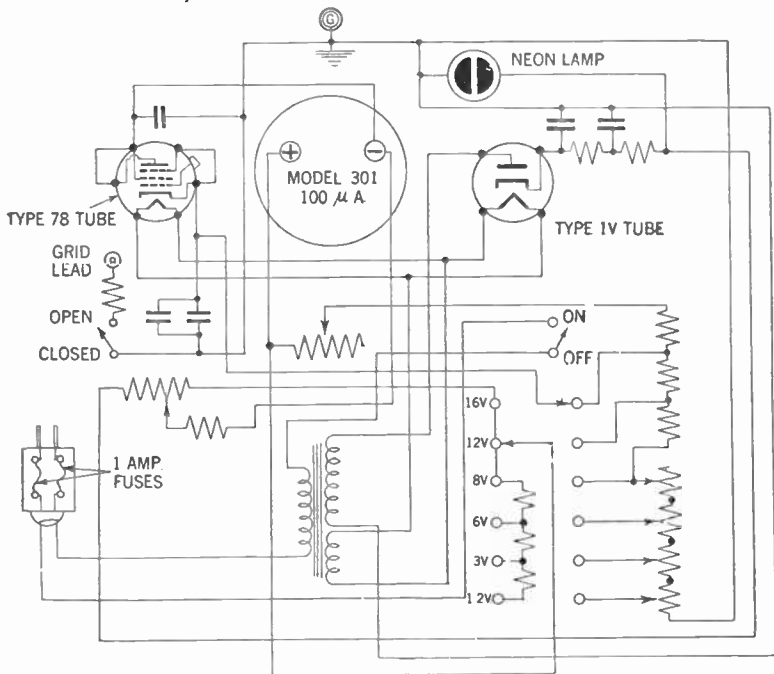 G
NEON LAMP
+
−
MODEL 301
100 μ A
TYPE 78 TUBE
TYPE 1V TUBE
GRID
LEAD
G
OPEN
CLOSED
ON
OFF
16V
12V
8V
6V
3V
1 2V
1 AMP.
FUSES